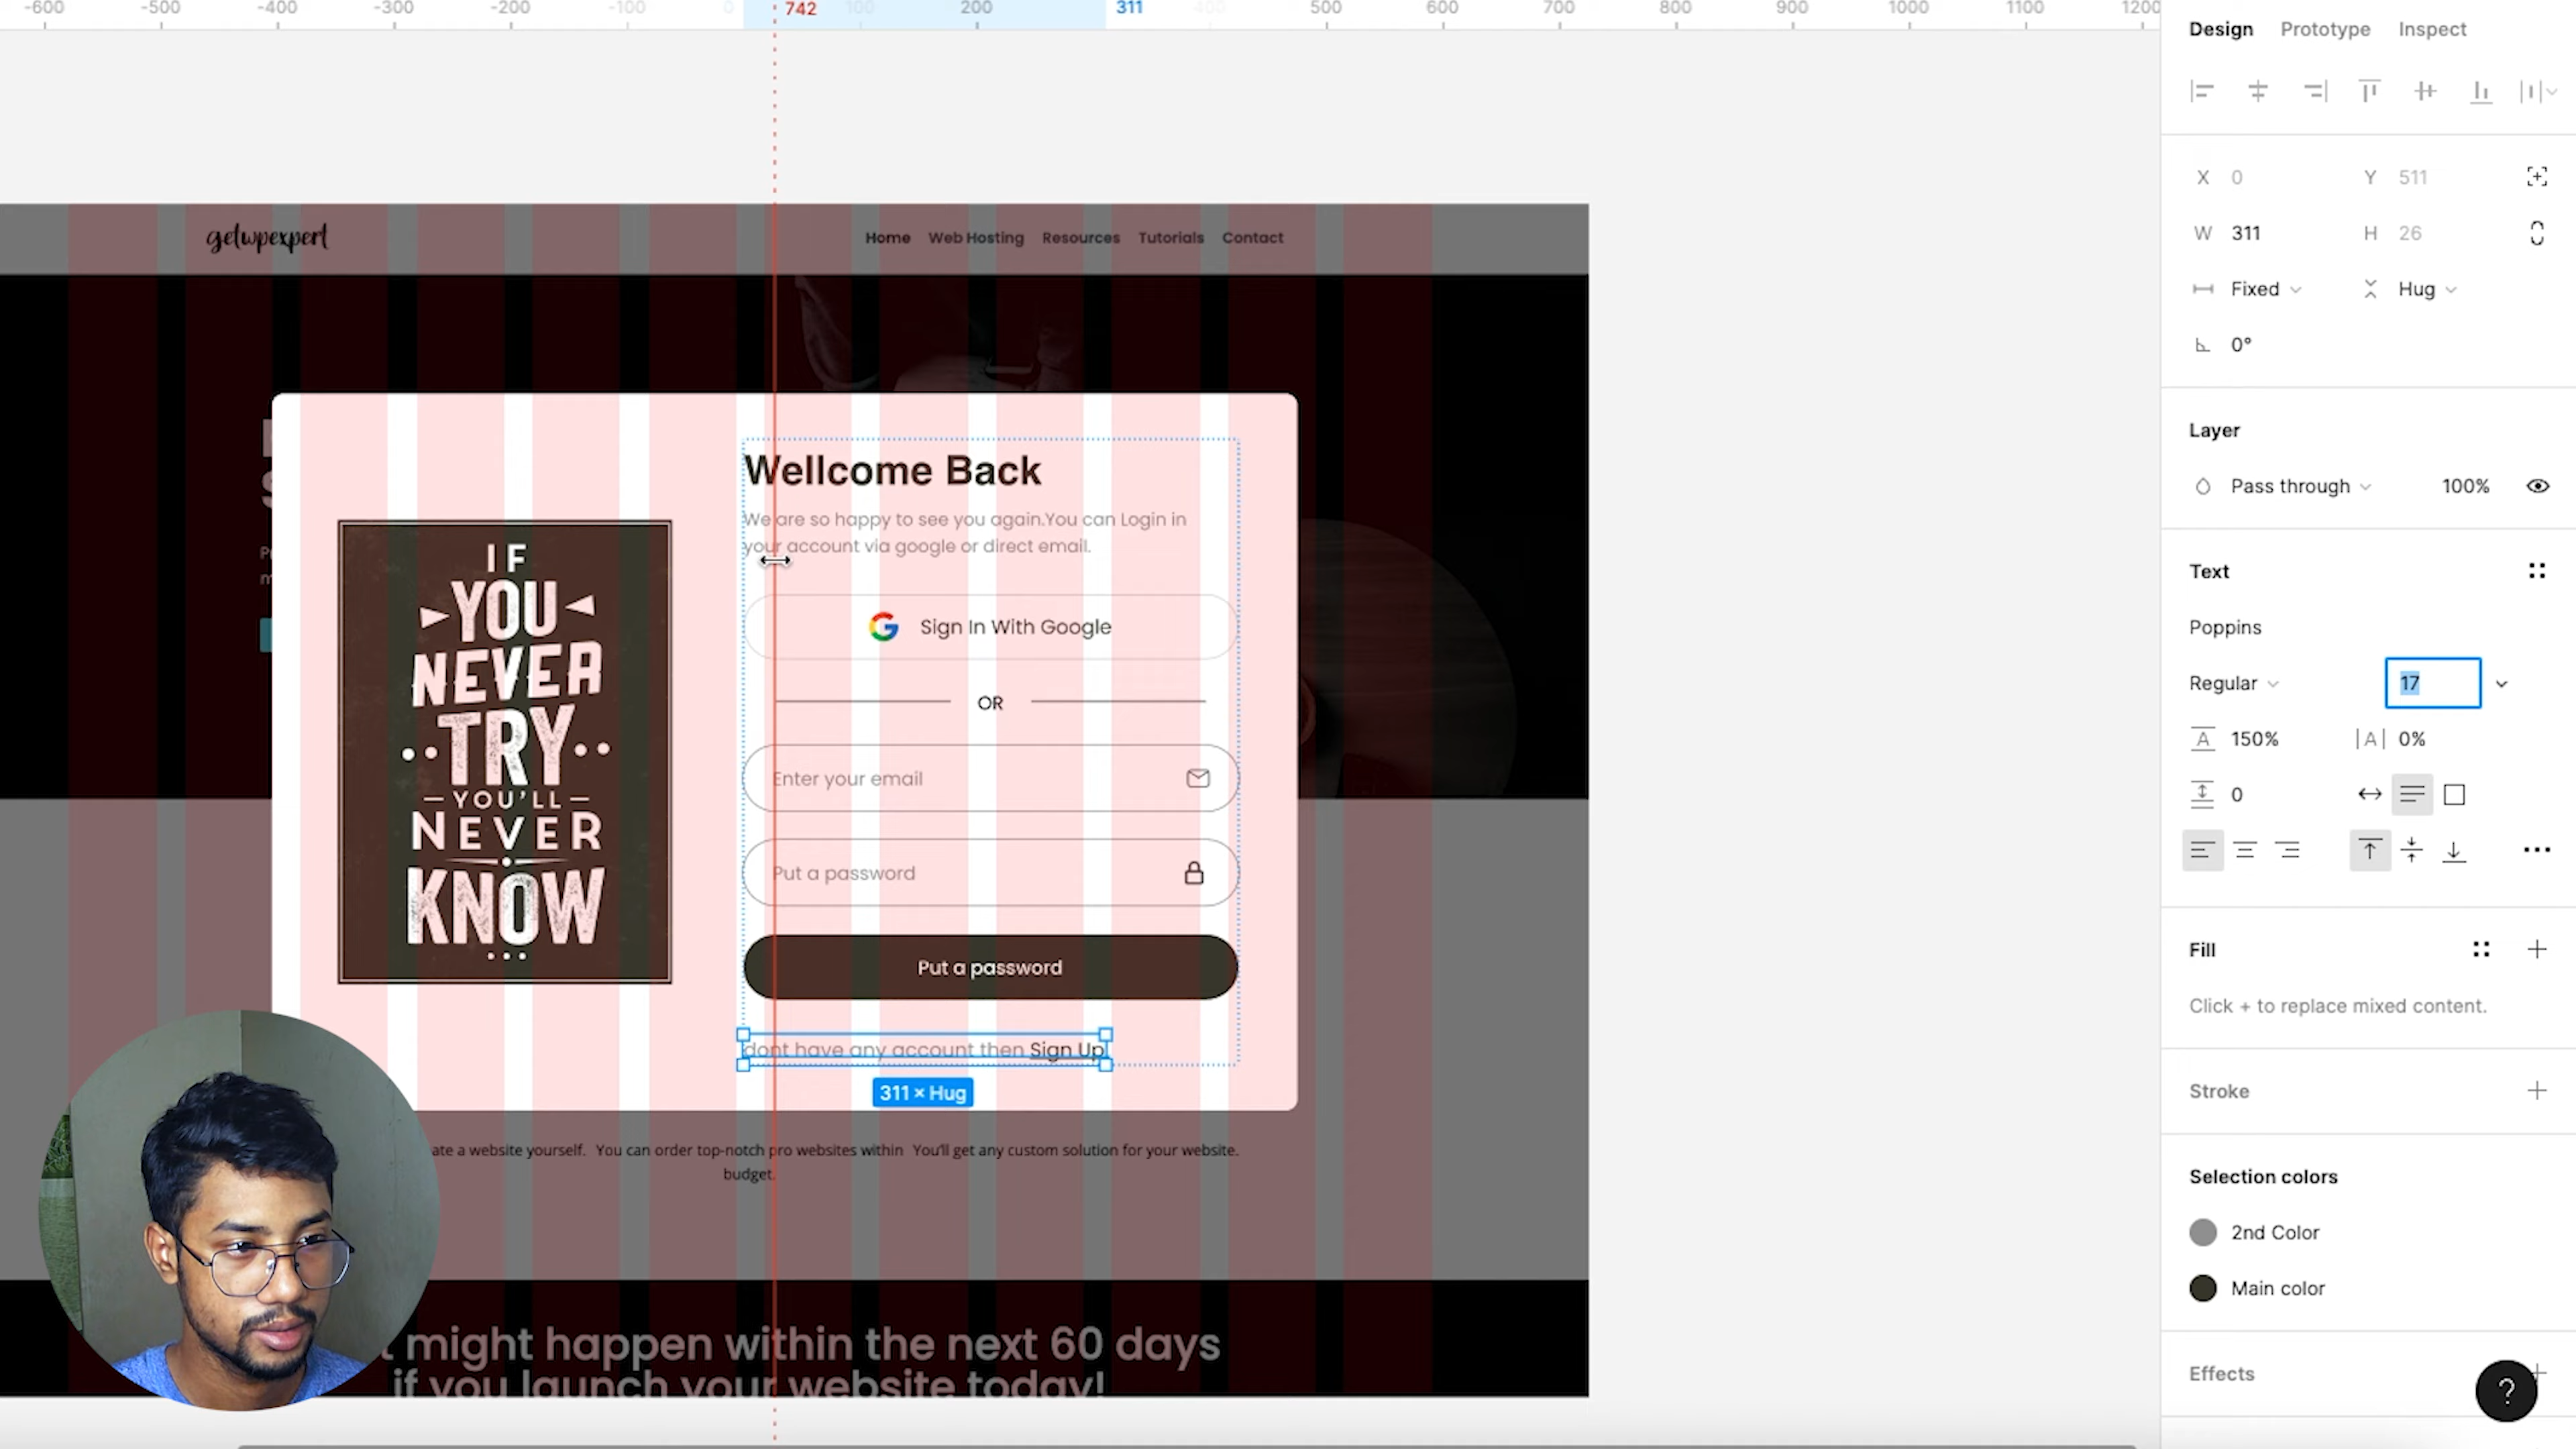 -600 -500 -400 -300 -200 -100 0 742 100 200 311 400 500 600 700 800 900 1000 1100 1200
Design Prototype Inspect
X 0 Y 511
W 311 H 26
Fixed Hug
0°
Layer
Pass through 100%
Text
Poppins
Regular 17
A 150% |A| 0%
0
Fill
Click + to replace mixed content.
Stroke
Selection colors
2nd Color
Main color
Effects
?
getwpexpert
Home Web Hosting Resources Tutorials Contact
IF
YOU
NEVER
TRY
YOU'LL
NEVER
KNOW
Wellcome Back
We are so happy to see you again.You can Login in
your account via google or direct email.
Sign In With Google
OR
Enter your email
Put a password
Put a password
dont have any account then Sign Up
311 × Hug
ate a website yourself. You can order top-notch pro websites within You'll get any custom solution for your website.
budget.
might happen within the next 60 days
if you launch your website today!